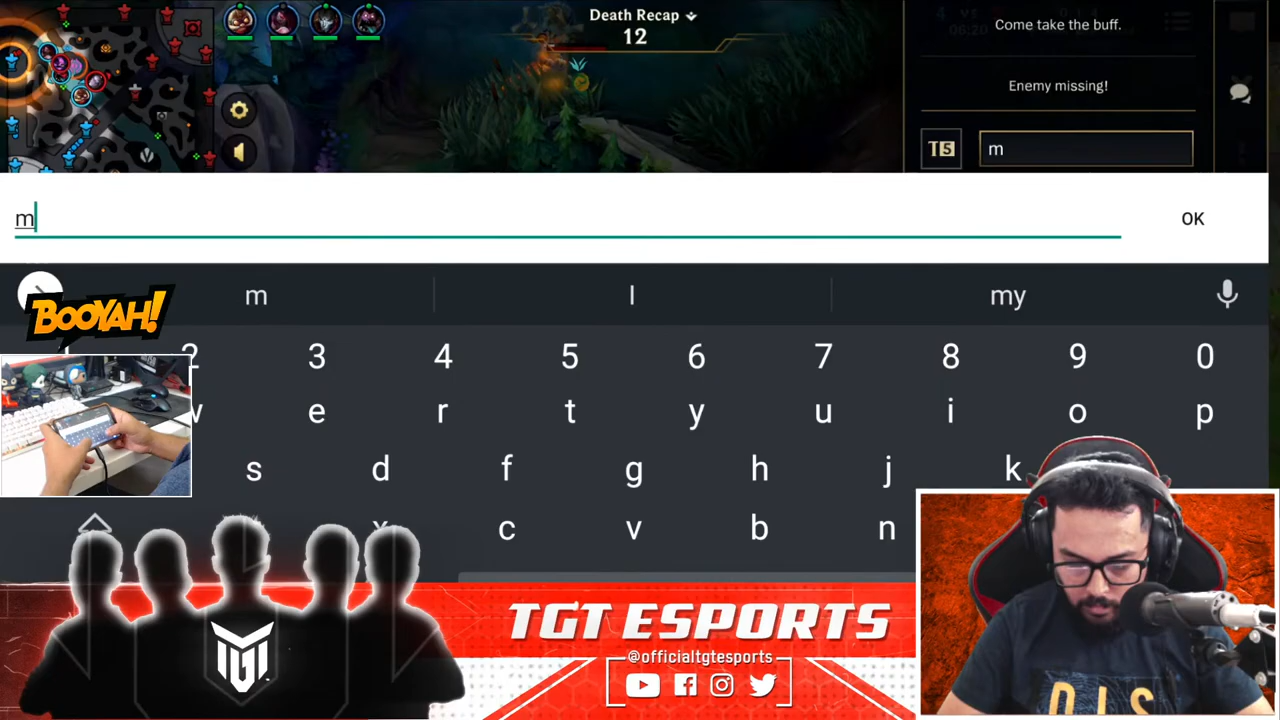 Death Recap
12
Come take the buff.
Enemy missing!
T5
m
m
OK
m
I
my
BOOYAH!
2 3 4 5 6 7 8 9 0
e r t y u i o p
s d f g h j k
c v b n
TGT ESPORTS
@officialtgtesports
TGT